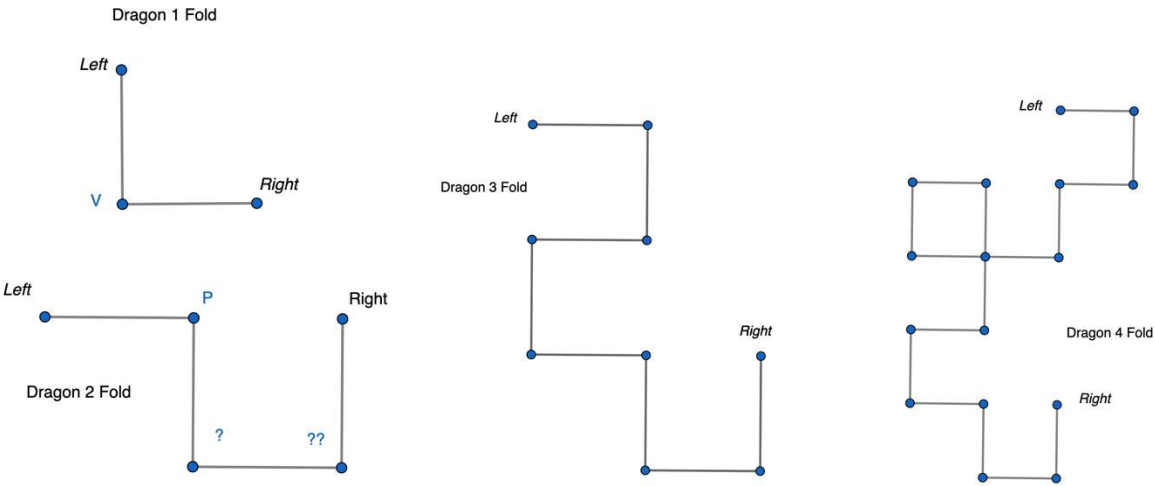 Dragon 1 Fold
Left
V
Right
Left
P
Right
Dragon 2 Fold
?
??
Left
Dragon 3 Fold
Right
Left
Dragon 4 Fold
Right